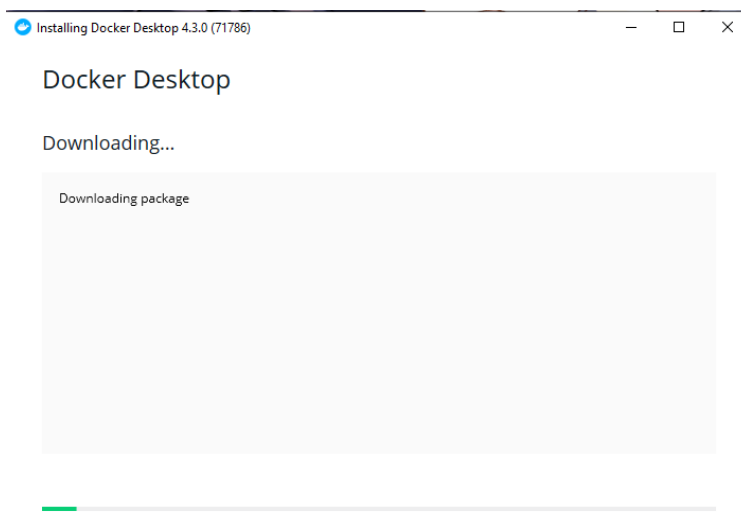 Installing Docker Desktop 4.3.0 (71786)
Docker Desktop
Downloading...
Downloading package